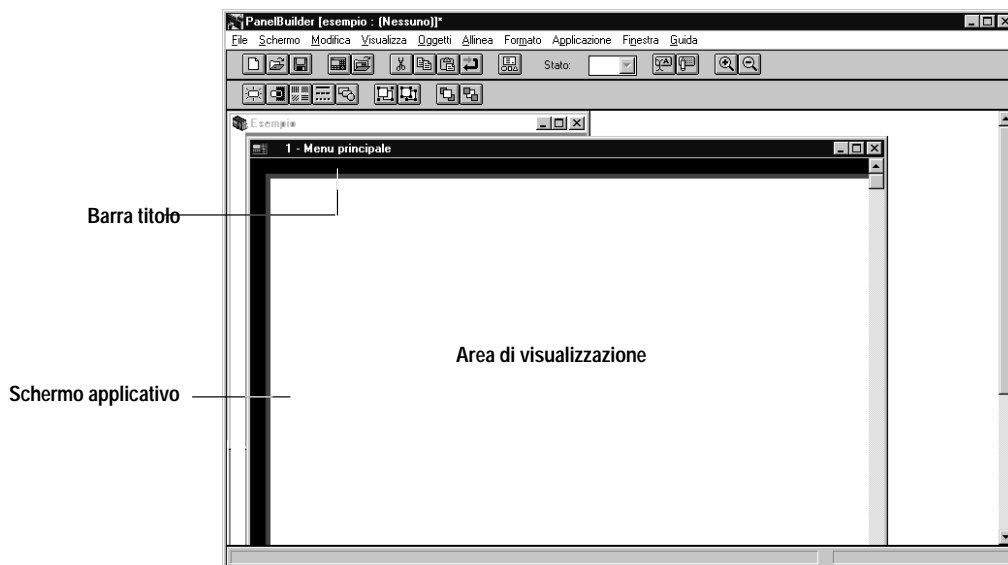 PanelBuilder [esempio : (Nessuno)]*
File Schermo Modifica Visualizza Oggetti Allinea Formato Applicazione Finestra Guida
Stato:
Esempio
1 - Menu principale
Barra titolo
Area di visualizzazione
Schermo applicativo